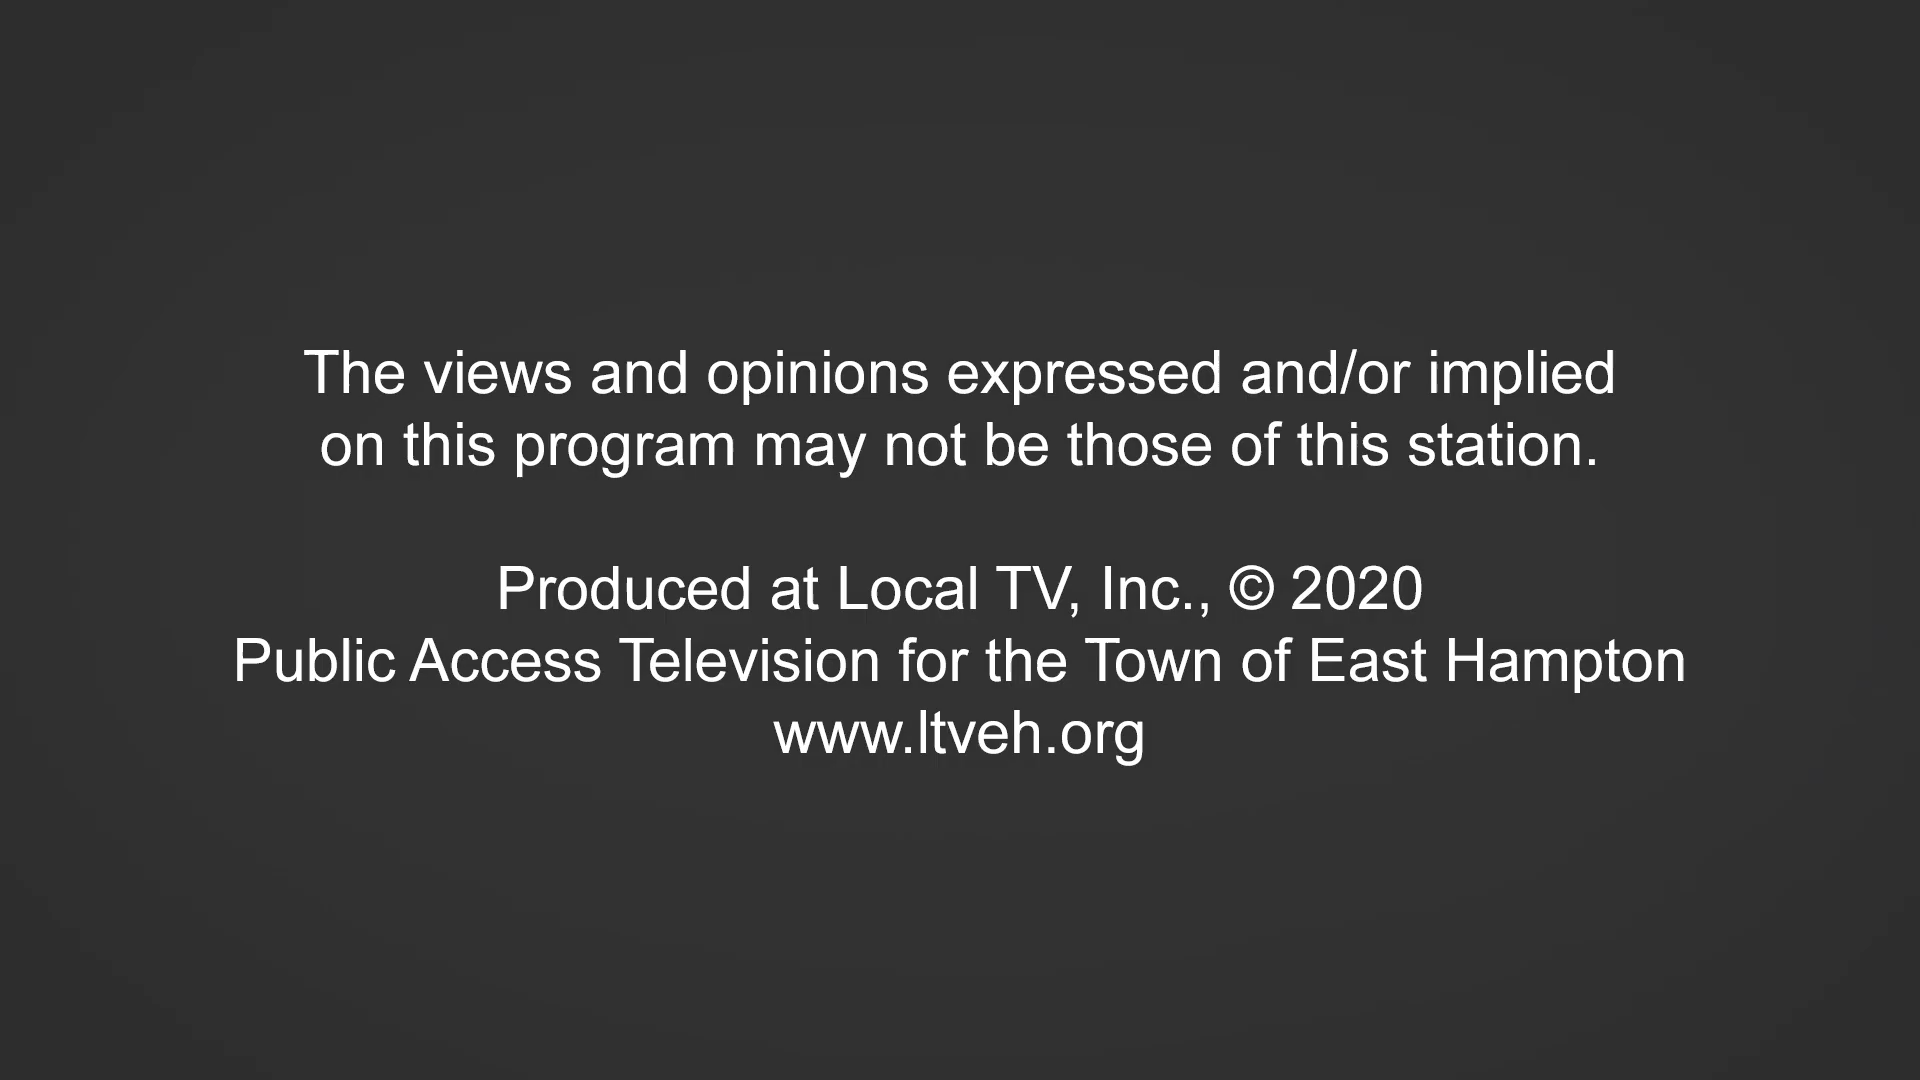 The views and opinions expressed and/or implied
on this program may not be those of this station.
Produced at Local TV, Inc., © 2020
Public Access Television for the Town of East Hampton
www.ltveh.org